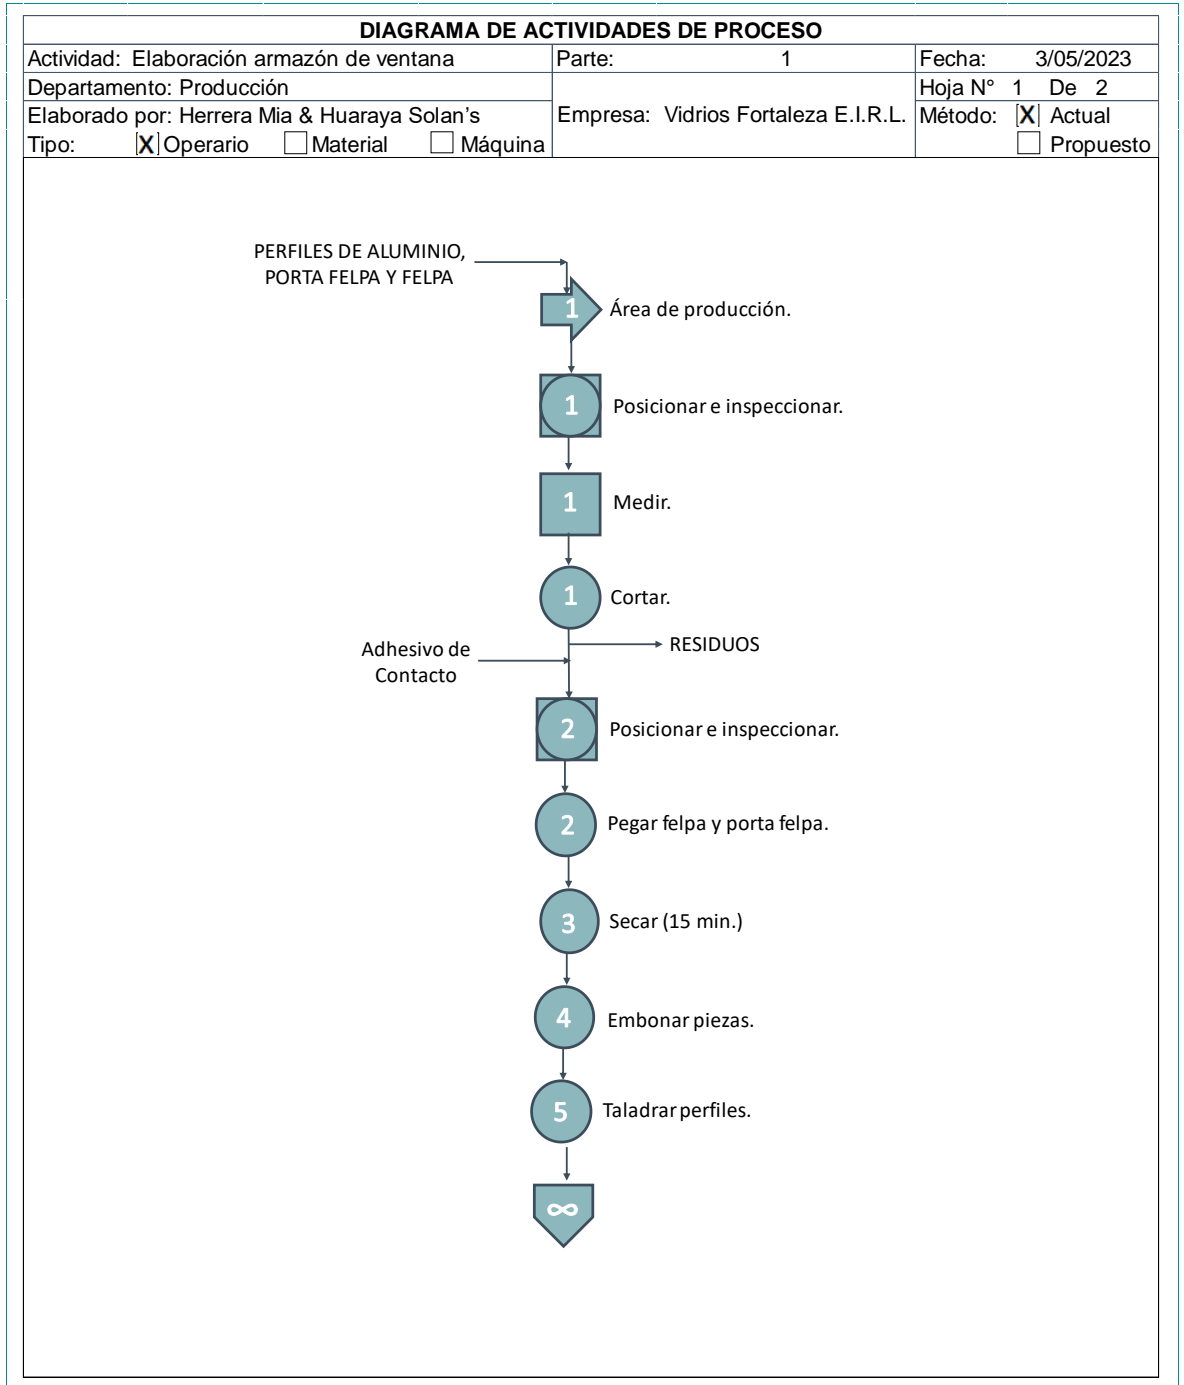 DIAGRAMA DE ACTIVIDADES DE PROCESO
Actividad: Elaboración armazón de ventana Parte: 1 Fecha: 3/05/2023
Departamento: Producción Hoja N° 1 De 2
Elaborado por: Herrera Mia & Huaraya Solan’s Empresa: Vidrios Fortaleza E.I.R.L. Método: X Actual
Tipo: X Operario Material Máquina Propuesto
PERFILES DE ALUMINIO,
PORTA FELPA Y FELPA
1 Área de producción.
1 Posicionar e inspeccionar.
1 Medir.
1 Cortar.
RESIDUOS
Adhesivo de
Contacto
2 Posicionar e inspeccionar.
2 Pegar felpa y porta felpa.
3 Secar (15 min.)
4 Embonar piezas.
5 Taladrar perfiles.
∞